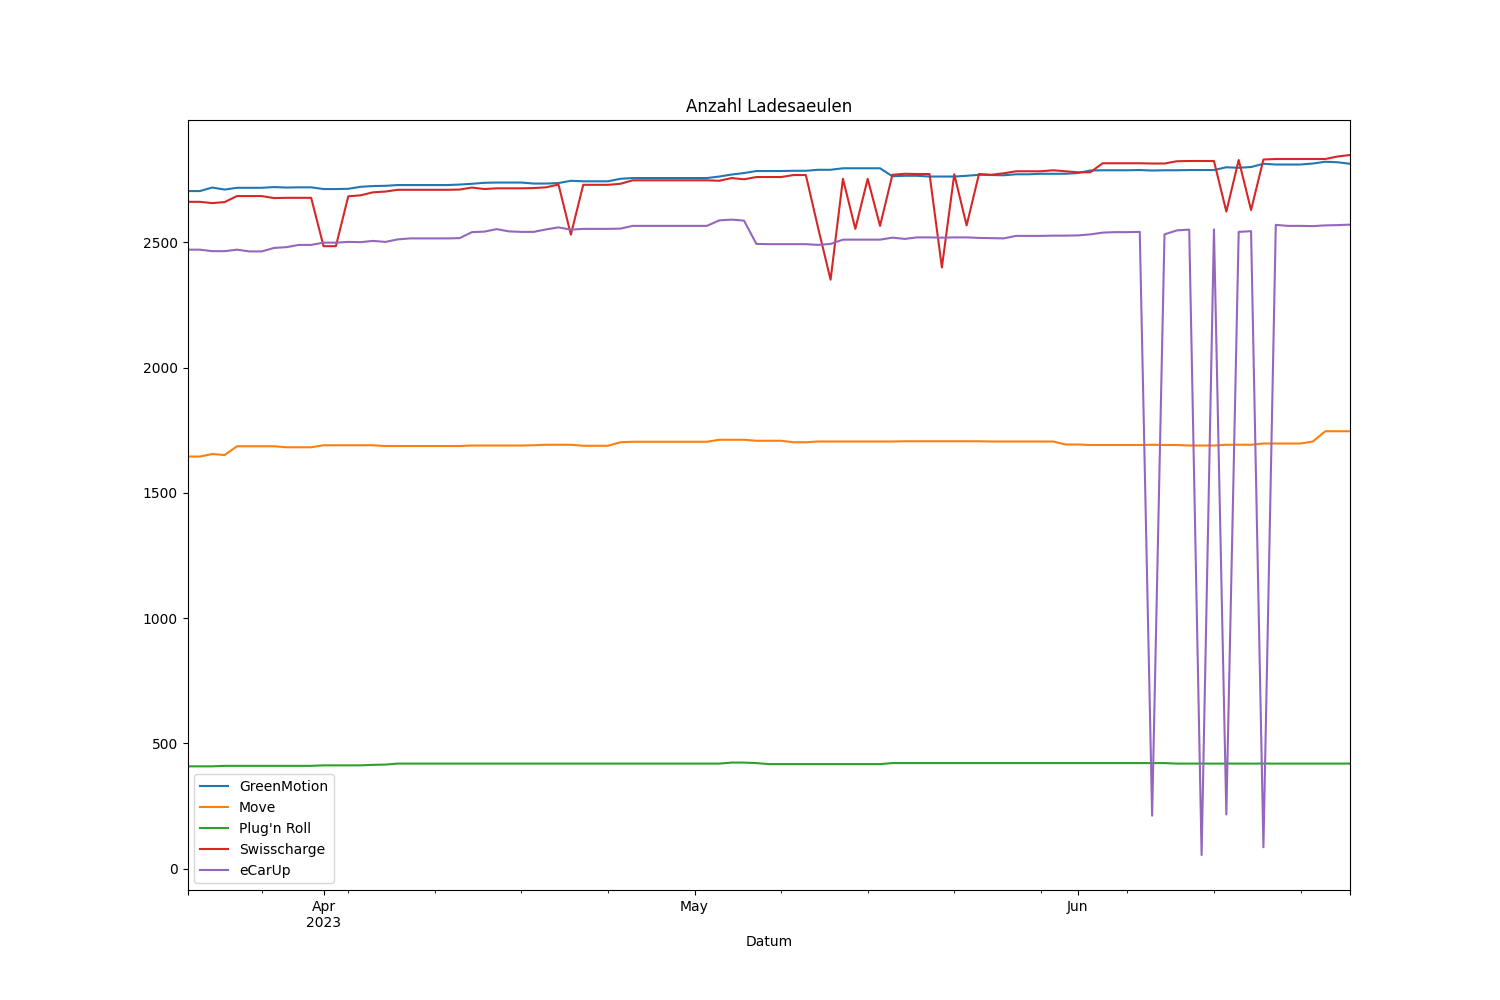 Anzahl Ladesaeulen
2500
2000
1500
1000
500
0
GreenMotion
Move
Plug'n Roll
Swisscharge
eCarUp
Apr
2023
May
Jun
Datum